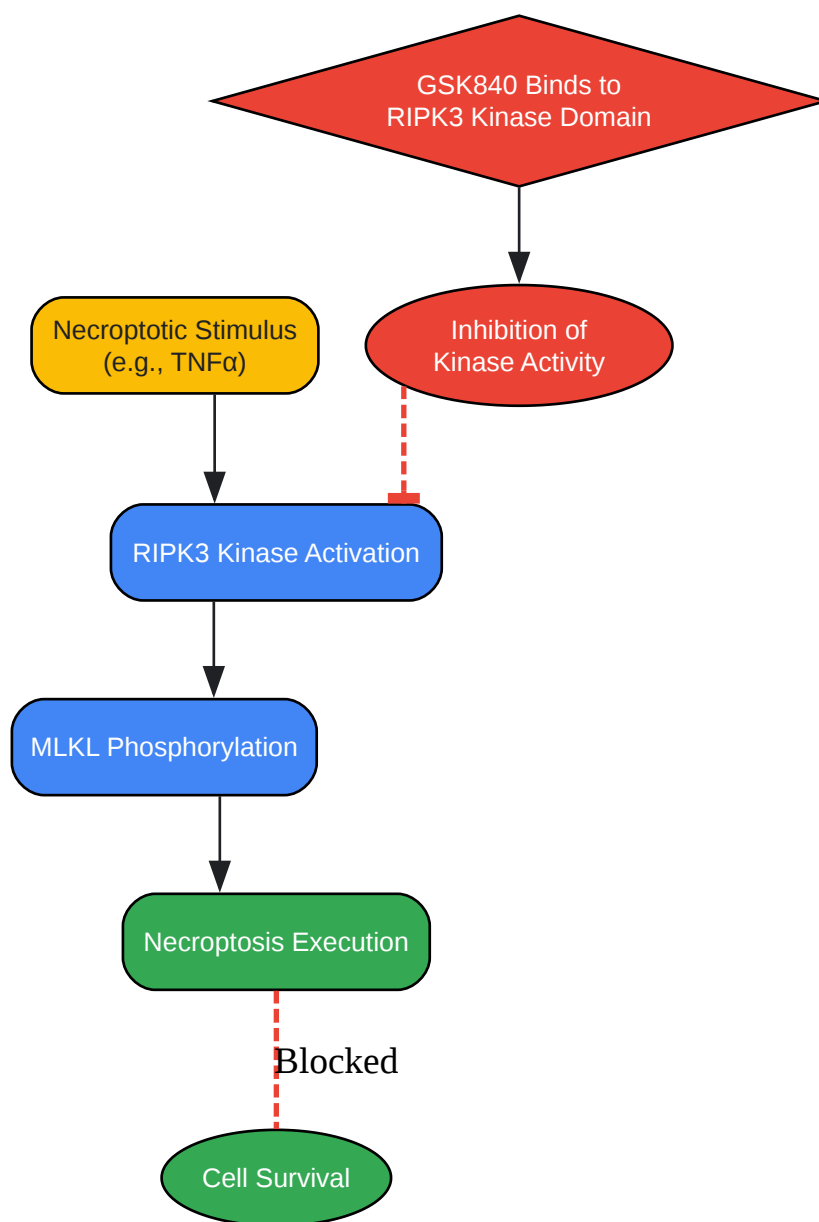 GSK840 Binds to
RIPK3 Kinase Domain
Necroptotic Stimulus
(e.g., TNFα)
Inhibition of
Kinase Activity
RIPK3 Kinase Activation
MLKL Phosphorylation
Necroptosis Execution
Blocked
Cell Survival